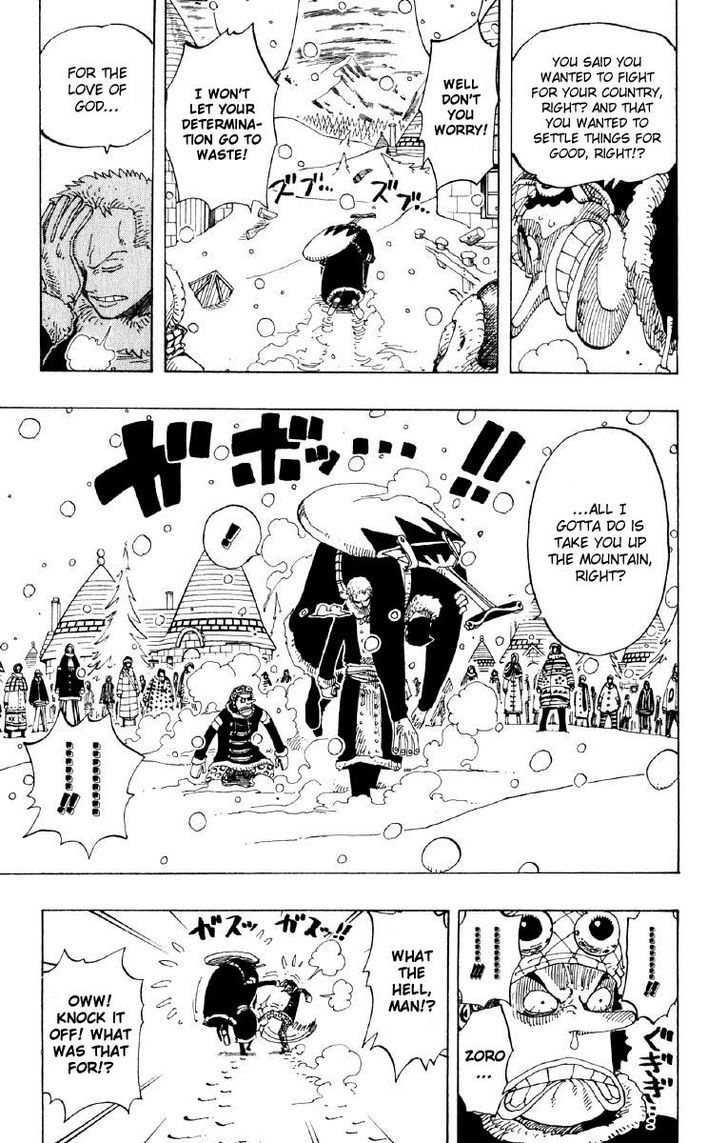 YOU SAID YOU
WANTED TO FIGHT
FOR YOUR COUNTRY,
RIGHT? AND THAT
YOU WANTED TO
SETTLE THINGS FOR
GOOD, RIGHT!?
WELL
DON'T
YOU
WORRY!
I WON'T
LET YOUR
DETERMINA-
TION GO TO
WASTE!
ズブ...
ズブ...
FOR THE
LOVE OF
GOD...
...ALL I
GOTTA DO IS
TAKE YOU UP
THE MOUNTAIN,
RIGHT?
ガボッ...!!
!
..........!!
..........!!
..........!!!
..........
ZORO
...
WHAT
THE
HELL,
MAN!?
ガスッ ガスッ!!
OWW!
KNOCK IT
OFF! WHAT
WAS THAT
FOR!?